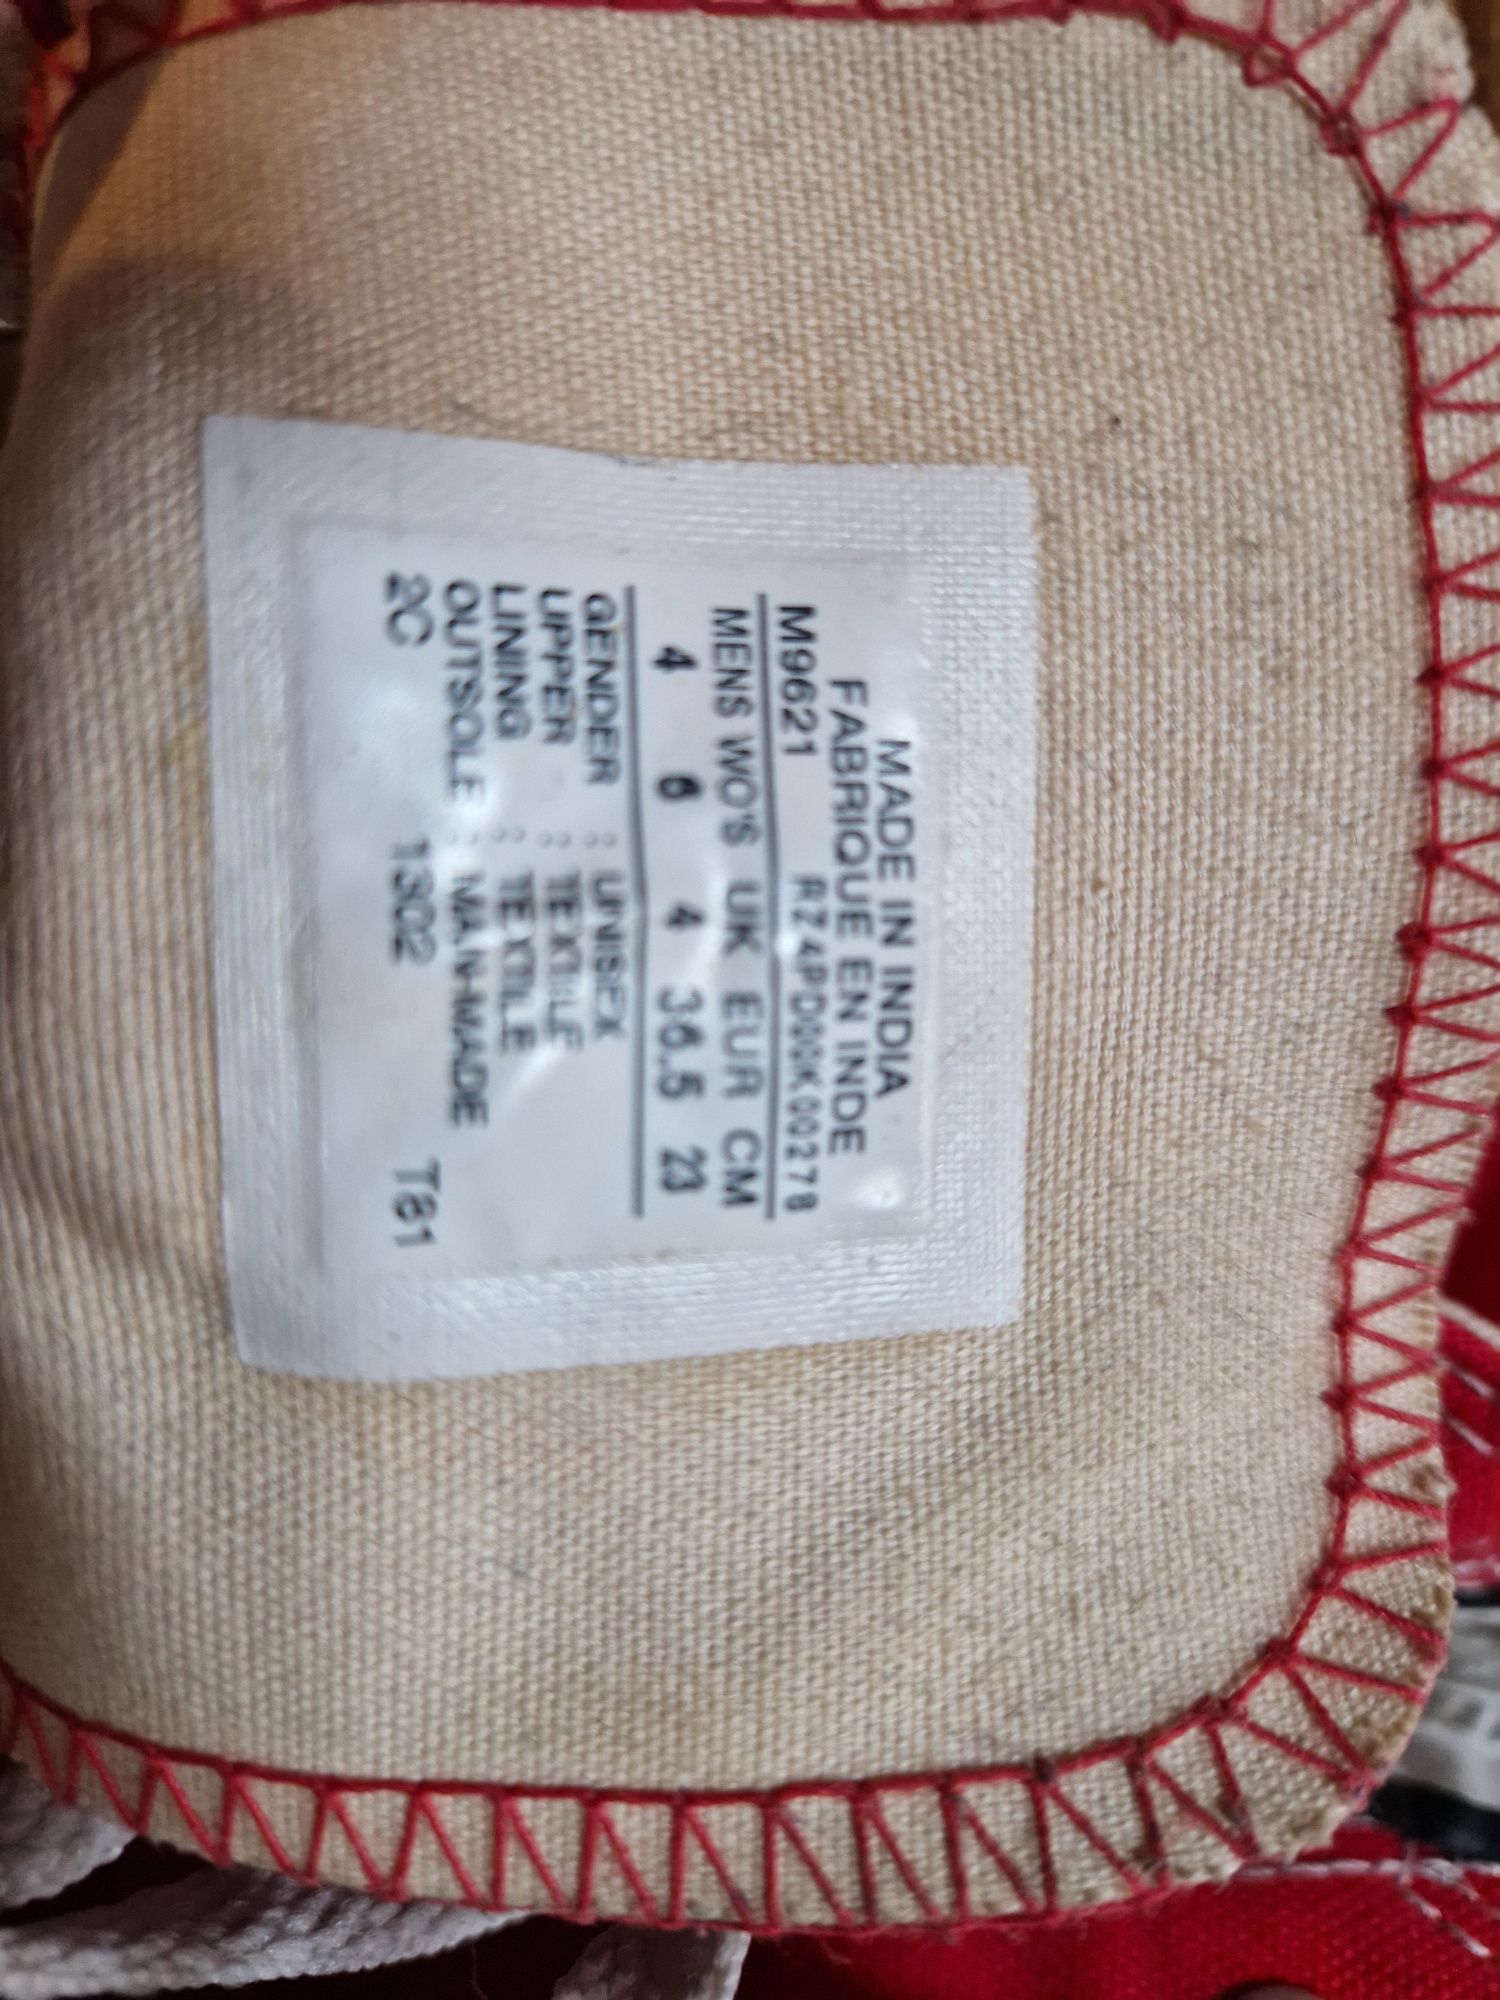 MADE IN INDIA
FABRIQUE EN INDE
M9621 RZ4PD00K00278
MENS WO'S UK EUR CM
4 6 4 36.5 23
GENDER : UNISEX
UPPER : TEXTILE
LINING : TEXTILE
OUTSOLE : MAN-MADE
2C 1302 T81